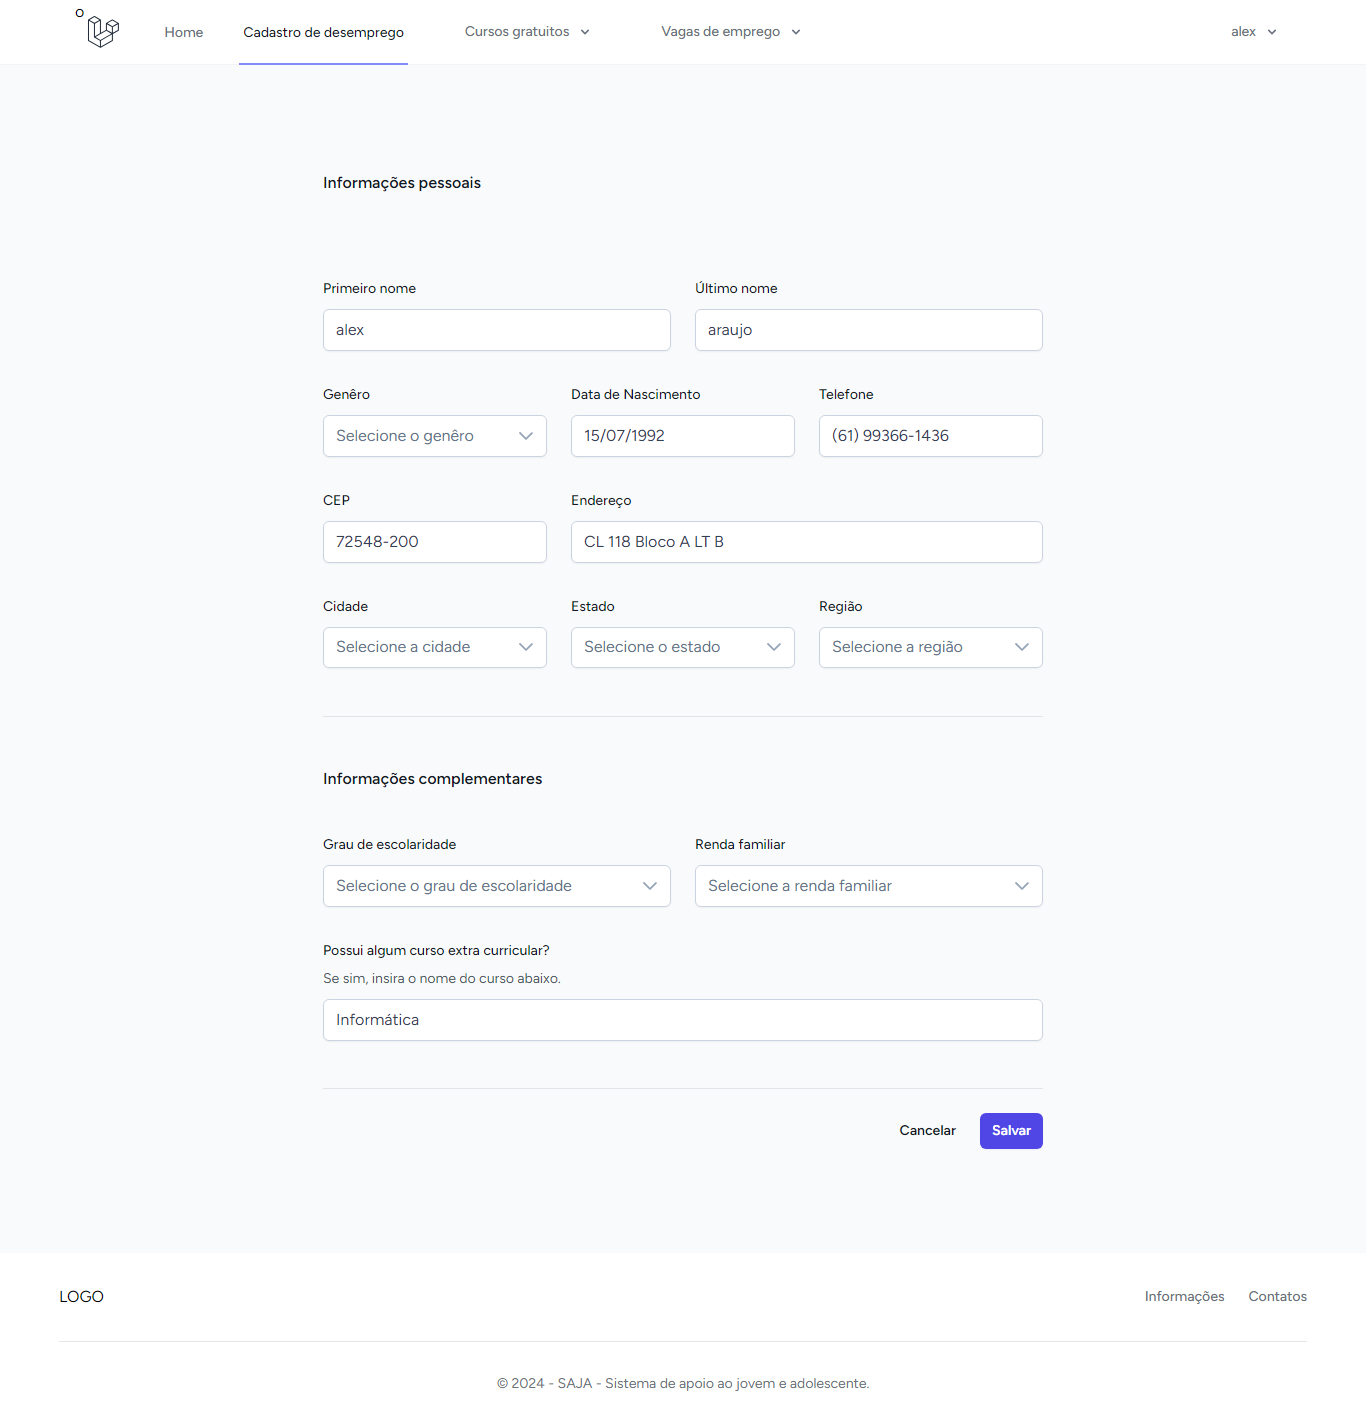 O
Home Cadastro de desemprego Cursos gratuitos Vagas de emprego alex
Informações pessoais
Primeiro nome Último nome
alex araujo
Genêro Data de Nascimento Telefone
Selecione o genêro 15/07/1992 (61) 99366-1436
CEP Endereço
72548-200 CL 118 Bloco A LT B
Cidade Estado Região
Selecione a cidade Selecione o estado Selecione a região
Informações complementares
Grau de escolaridade Renda familiar
Selecione o grau de escolaridade Selecione a renda familiar
Possui algum curso extra curricular?
Se sim, insira o nome do curso abaixo.
Informática
Cancelar Salvar
LOGO Informações Contatos
© 2024 - SAJA - Sistema de apoio ao jovem e adolescente.